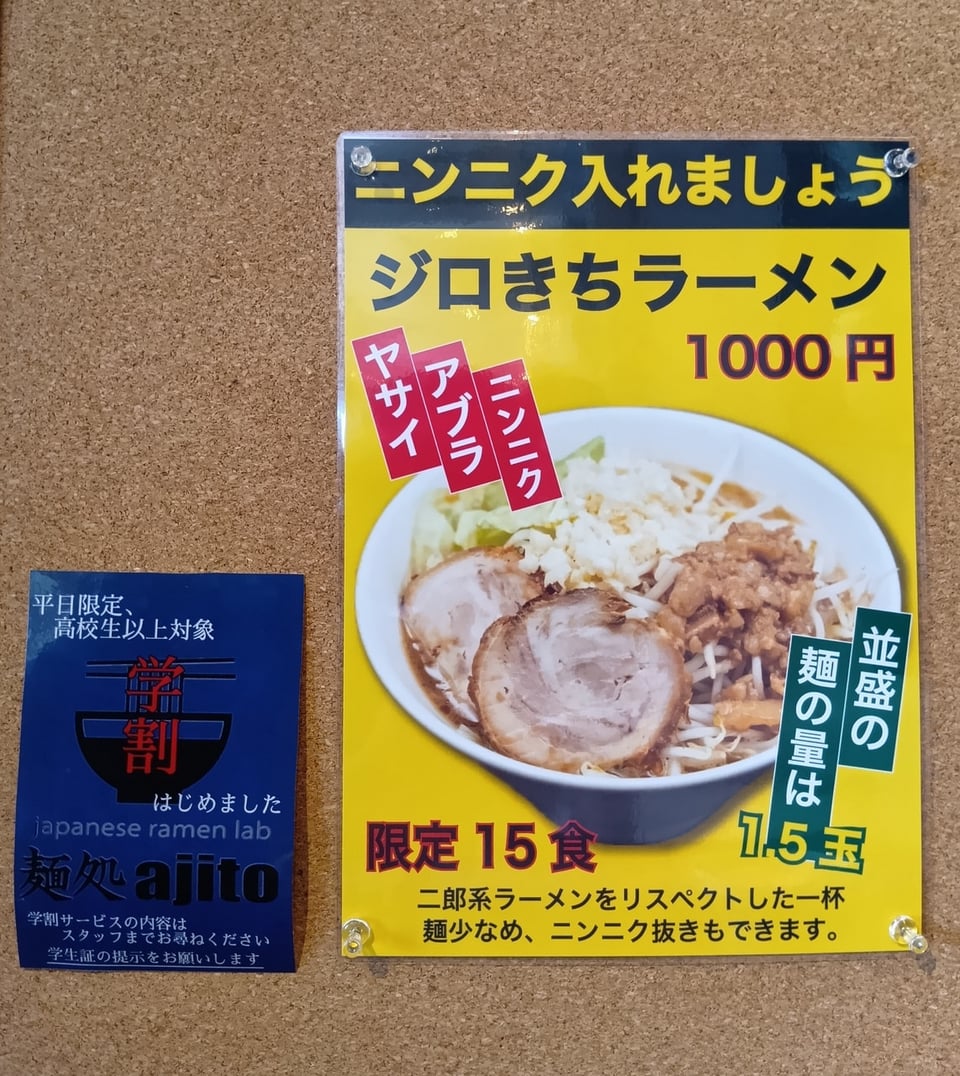 ニンニク入れましょう
ジロきちラーメン
1000円
ヤサイ
アブラ
ニンニク
並盛の
麺の量は
1.5玉
限定15食
二郎系ラーメンをリスペクトした一杯
麺少なめ、ニンニク抜きもできます。
平日限定、
高校生以上対象
学割
はじめました
japanese ramen lab
麺処 ajito
学割サービスの内容は
スタッフまでお尋ねください
学生証の提示をお願いします